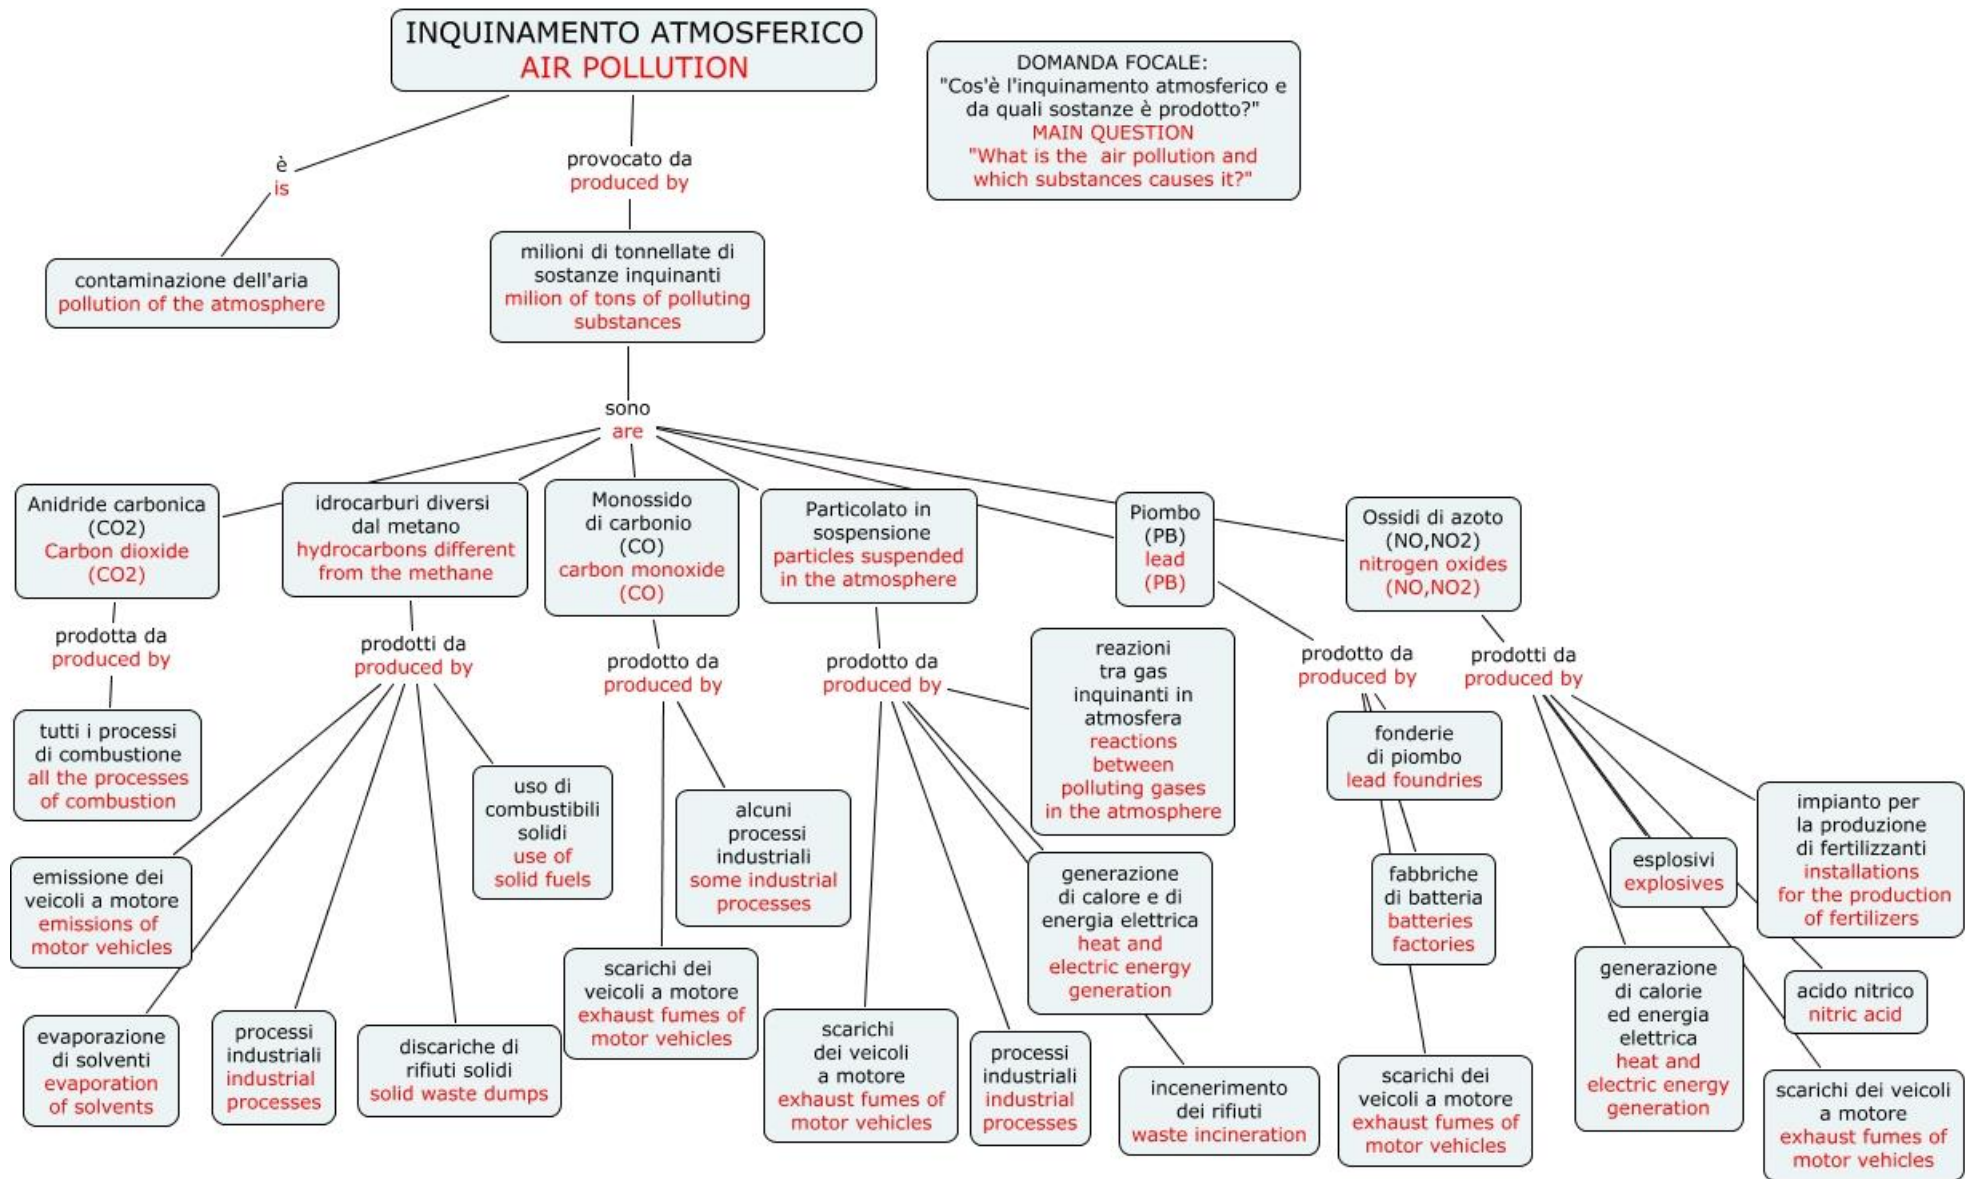 INQUINAMENTO ATMOSFERICO
AIR POLLUTION
DOMANDA FOCALE:
"Cos'è l'inquinamento atmosferico e
da quali sostanze è prodotto?"
MAIN QUESTION
"What is the air pollution and
which substances causes it?"
è
is
provocato da
produced by
contaminazione dell'aria
pollution of the atmosphere
milioni di tonnellate di
sostanze inquinanti
milion of tons of polluting
substances
sono
are
Anidride carbonica
(CO2)
Carbon dioxide
(CO2)
idrocarburi diversi
dal metano
hydrocarbons different
from the methane
Monossido
di carbonio
(CO)
carbon monoxide
(CO)
Particolato in
sospensione
particles suspended
in the atmosphere
Piombo
(PB)
lead
(PB)
Ossidi di azoto
(NO,NO2)
nitrogen oxides
(NO,NO2)
prodotta da
produced by
prodotti da
produced by
prodotto da
produced by
prodotto da
produced by
prodotto da
produced by
prodotti da
produced by
tutti i processi
di combustione
all the processes
of combustion
emissione dei
veicoli a motore
emissions of
motor vehicles
evaporazione
di solventi
evaporation
of solvents
processi
industriali
industrial
processes
discariche di
rifiuti solidi
solid waste dumps
uso di
combustibili
solidi
use of
solid fuels
scarichi dei
veicoli a motore
exhaust fumes of
motor vehicles
alcuni
processi
industriali
some industrial
processes
scarichi
dei veicoli
a motore
exhaust fumes of
motor vehicles
processi
industriali
industrial
processes
incenerimento
dei rifiuti
waste incineration
generazione
di calore e di
energia elettrica
heat and
electric energy
generation
reazioni
tra gas
inquinanti in
atmosfera
reactions
between
polluting gases
in the atmosphere
fonderie
di piombo
lead foundries
fabbriche
di batteria
batteries
factories
scarichi dei
veicoli a motore
exhaust fumes of
motor vehicles
generazione
di calorie
ed energia
elettrica
heat and
electric energy
generation
esplosivi
explosives
scarichi dei veicoli
a motore
exhaust fumes of
motor vehicles
acido nitrico
nitric acid
impianto per
la produzione
di fertilizzanti
installations
for the production
of fertilizers